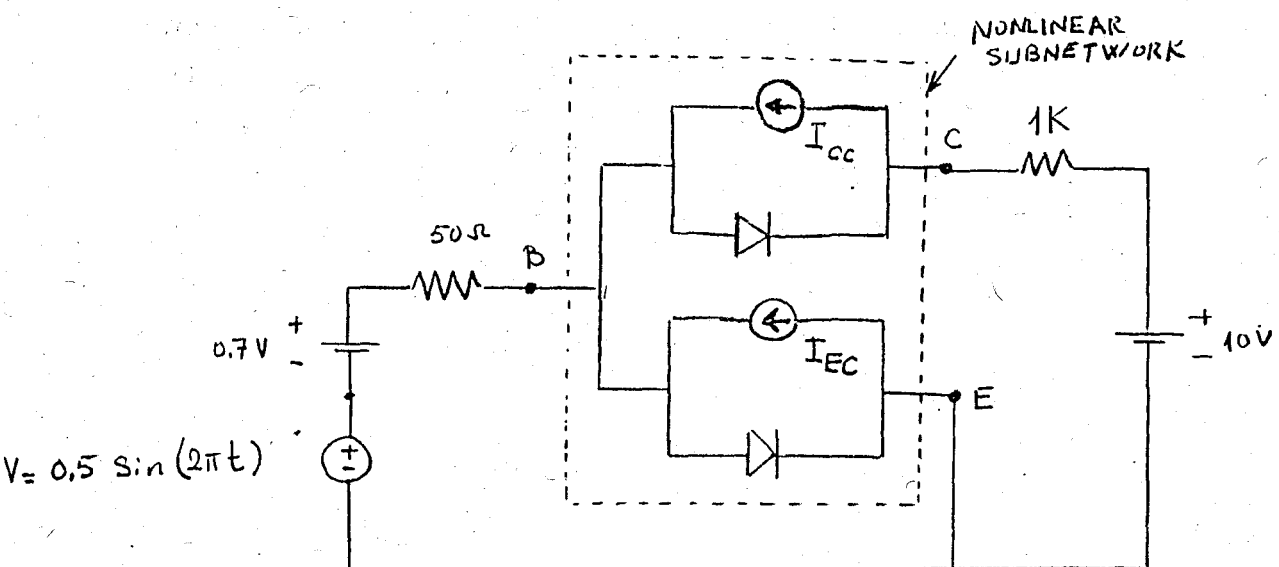 NONLINEAR
SUBNETWORK
1K
I_CC
C
50Ω
B
+
0.7 V
-
I_EC
E
+
10V
-
V= 0.5 Sin (2πt)
+
-